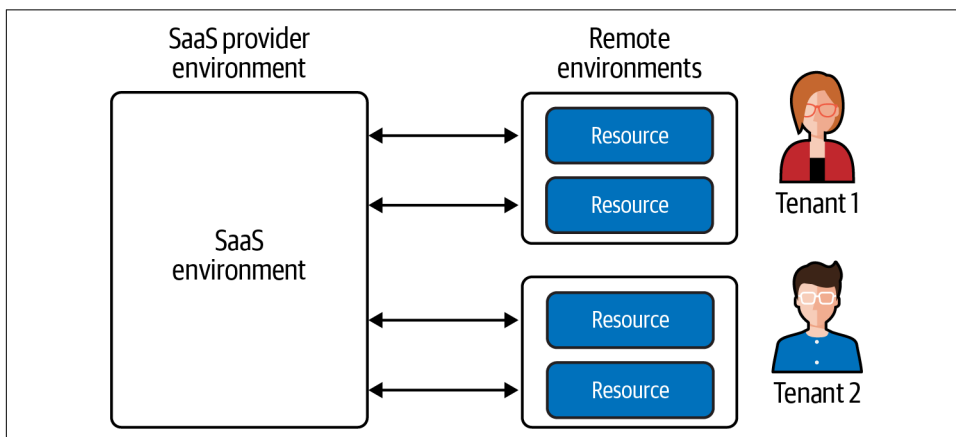 SaaS provider
environment
Remote
environments
SaaS
environment
Resource
Resource
Tenant 1
Resource
Resource
Tenant 2